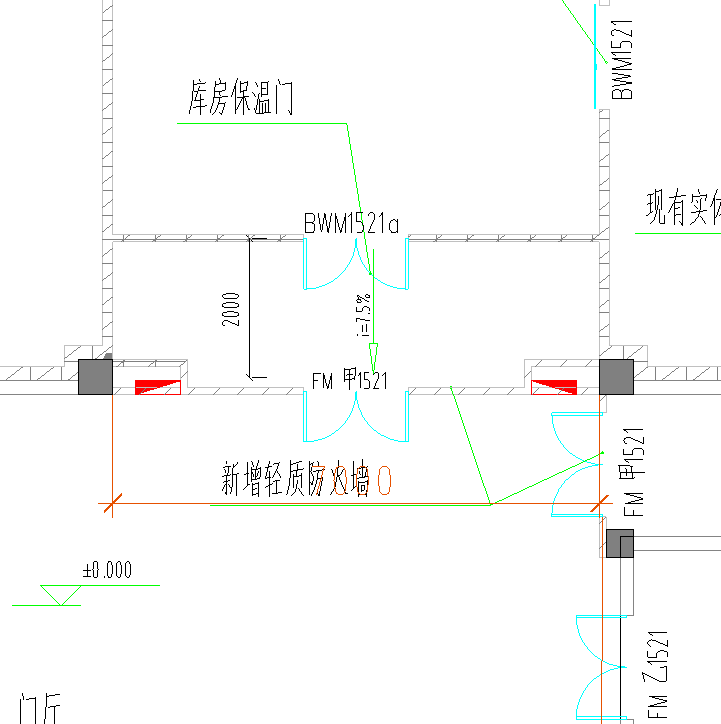 BWM1521
库房保温门
现有实体
BWM1521a
2000
i=7.5%
FM 甲1521
新增轻质防火墙
7000
FM 甲1521
±0.000
FM 乙1521
门厅